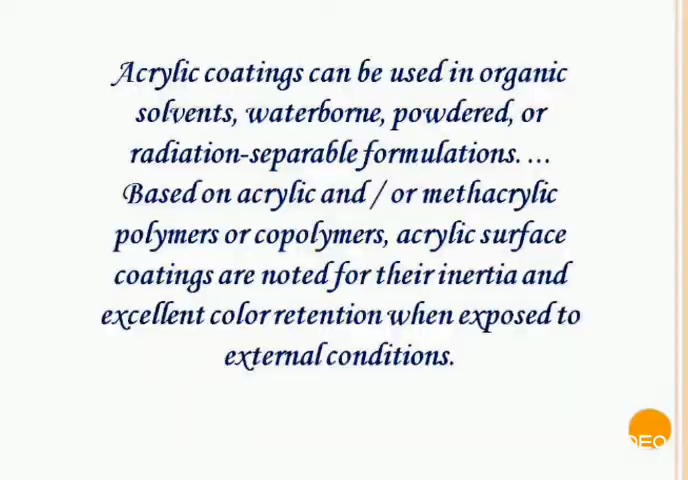 Acrylic coatings can be used in organic
solvents, waterborne, powdered, or
radiation-separable formulations. ...
Based on acrylic and / or methacrylic
polymers or copolymers, acrylic surface
coatings are noted for their inertia and
excellent color retention when exposed to
external conditions.